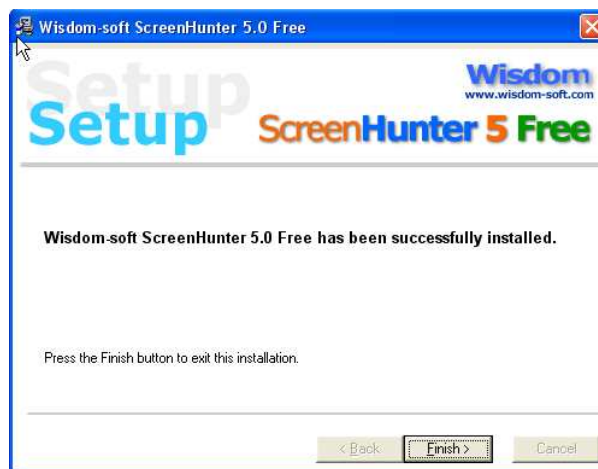 Wisdom-soft ScreenHunter 5.0 Free
Setup
Setup
Wisdom
www.wisdom-soft.com
ScreenHunter 5 Free
Wisdom-soft ScreenHunter 5.0 Free has been successfully installed.
Press the Finish button to exit this installation.
< Back
Finish >
Cancel